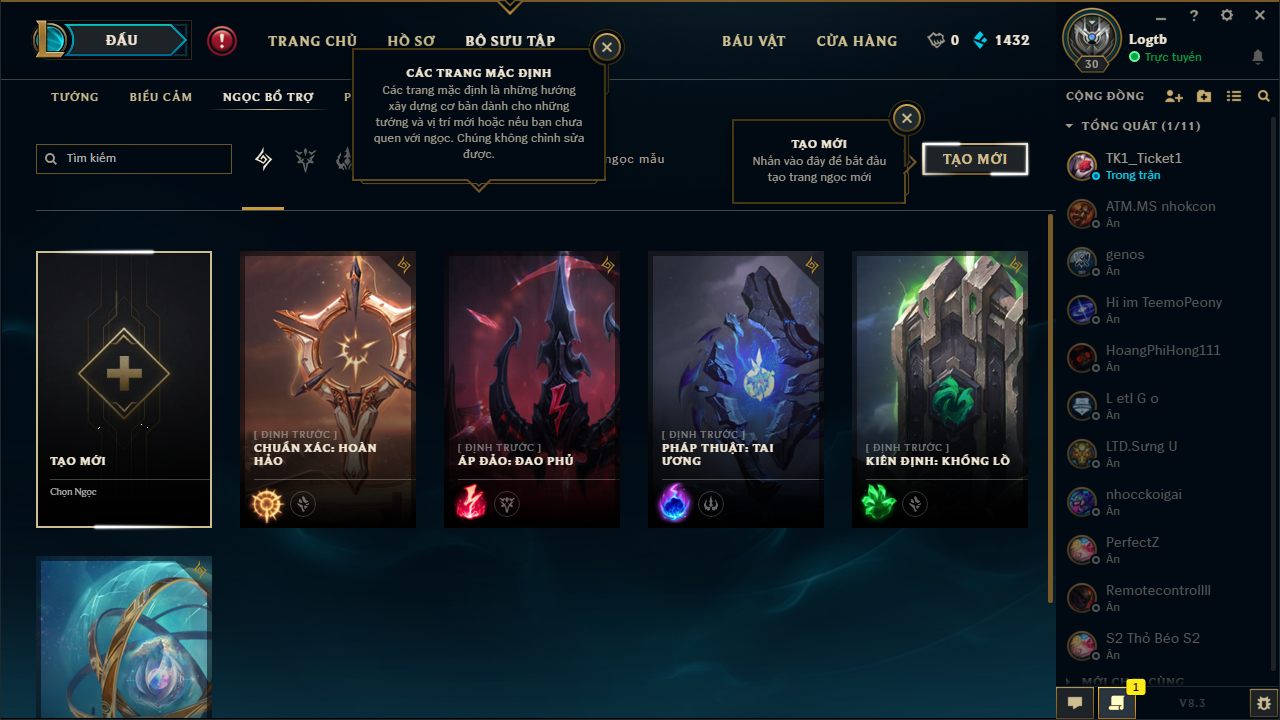 ĐẤU
TRANG CHỦ
HỒ SƠ
BỘ SƯU TẬP
BÁU VẬT
CỬA HÀNG
0
1432
30
Logtb
Trực tuyến
TƯỚNG
BIỂU CẢM
NGỌC BỔ TRỢ
P
CÁC TRANG MẶC ĐỊNH
Các trang mặc định là những hướng
xây dựng cơ bản dành cho những
tướng và vị trí mới hoặc nếu bạn chưa
quen với ngọc. Chúng không chỉnh sửa
được.
Tìm kiếm
ngọc mẫu
TẠO MỚI
Nhấn vào đây để bắt đầu
tạo trang ngọc mới
TẠO MỚI
TẠO MỚI
Chọn Ngọc
[ ĐỊNH TRƯỚC ]
CHUẨN XÁC: HOÀN
HẢO
[ ĐỊNH TRƯỚC ]
ÁP ĐẢO: ĐAO PHỦ
[ ĐỊNH TRƯỚC ]
PHÁP THUẬT: TAI
ƯƠNG
[ ĐỊNH TRƯỚC ]
KIÊN ĐỊNH: KHỔNG LỒ
CỘNG ĐỒNG
TỔNG QUÁT (1/11)
TK1_Ticket1
Trong trận
ATM.MS nhokcon
Ẩn
genos
Ẩn
Hi im TeemoPeony
Ẩn
HoangPhiHong111
Ẩn
L etl G o
Ẩn
LTD.Sưng U
Ẩn
nhocckoigai
Ẩn
PerfectZ
Ẩn
Remotecontrollll
Ẩn
S2 Thỏ Béo S2
Ẩn
MỚI CHƠI CÙNG
1
V8.3